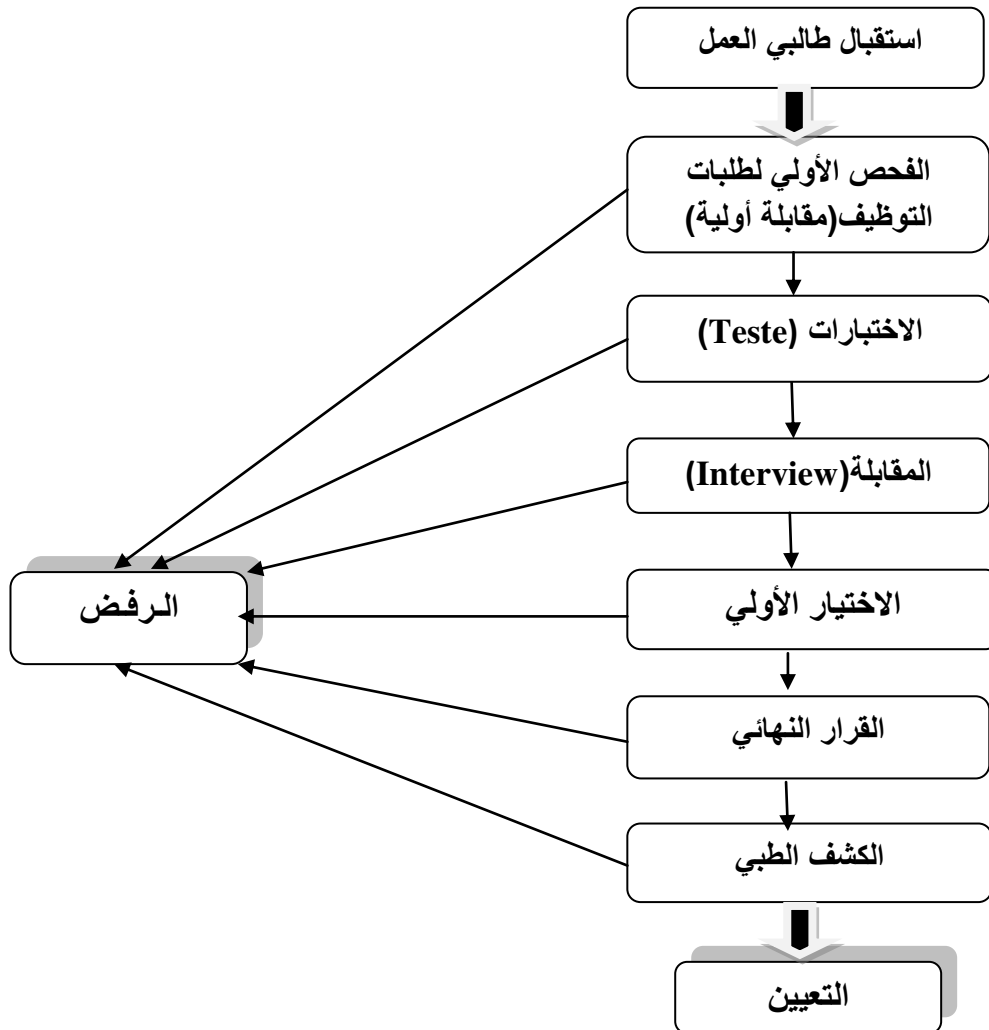 استقبال طالبي العمل
الفحص الأولي لطلبات
التوظيف(مقابلة أولية)
الاختبارات (Teste)
المقابلة(Interview)
الاختيار الأولي
الـرفـض
القرار النهائي
الكشف الطبي
التعيين